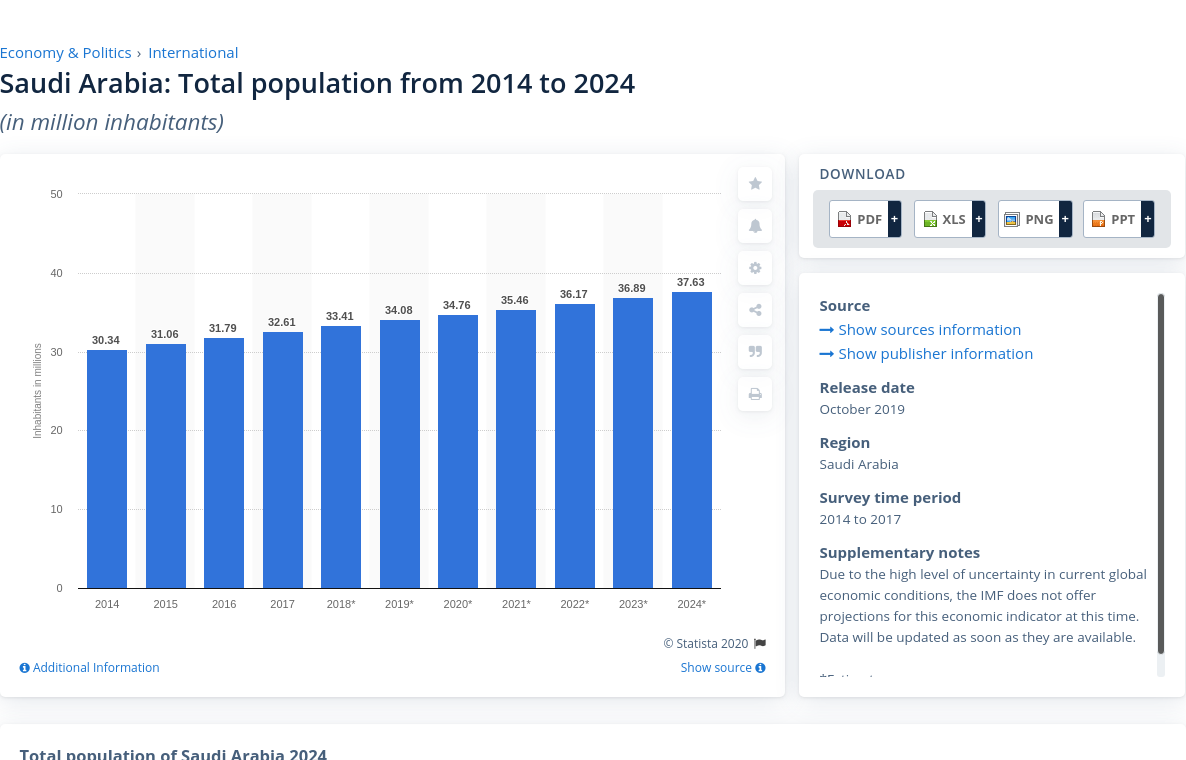 Economy & Politics › International
Saudi Arabia: Total population from 2014 to 2024
(in million inhabitants)
50
40
30
20
10
0
Inhabitants in millions
30.34
31.06
31.79
32.61
33.41
34.08
34.76
35.46
36.17
36.89
37.63
2014 2015 2016 2017 2018* 2019* 2020* 2021* 2022* 2023* 2024*
© Statista 2020
Additional Information
Show source
DOWNLOAD
PDF + XLS + PNG + PPT +
Source
Show sources information
Show publisher information
Release date
October 2019
Region
Saudi Arabia
Survey time period
2014 to 2017
Supplementary notes
Due to the high level of uncertainty in current global
economic conditions, the IMF does not offer
projections for this economic indicator at this time.
Data will be updated as soon as they are available.
Total population of Saudi Arabia 2024